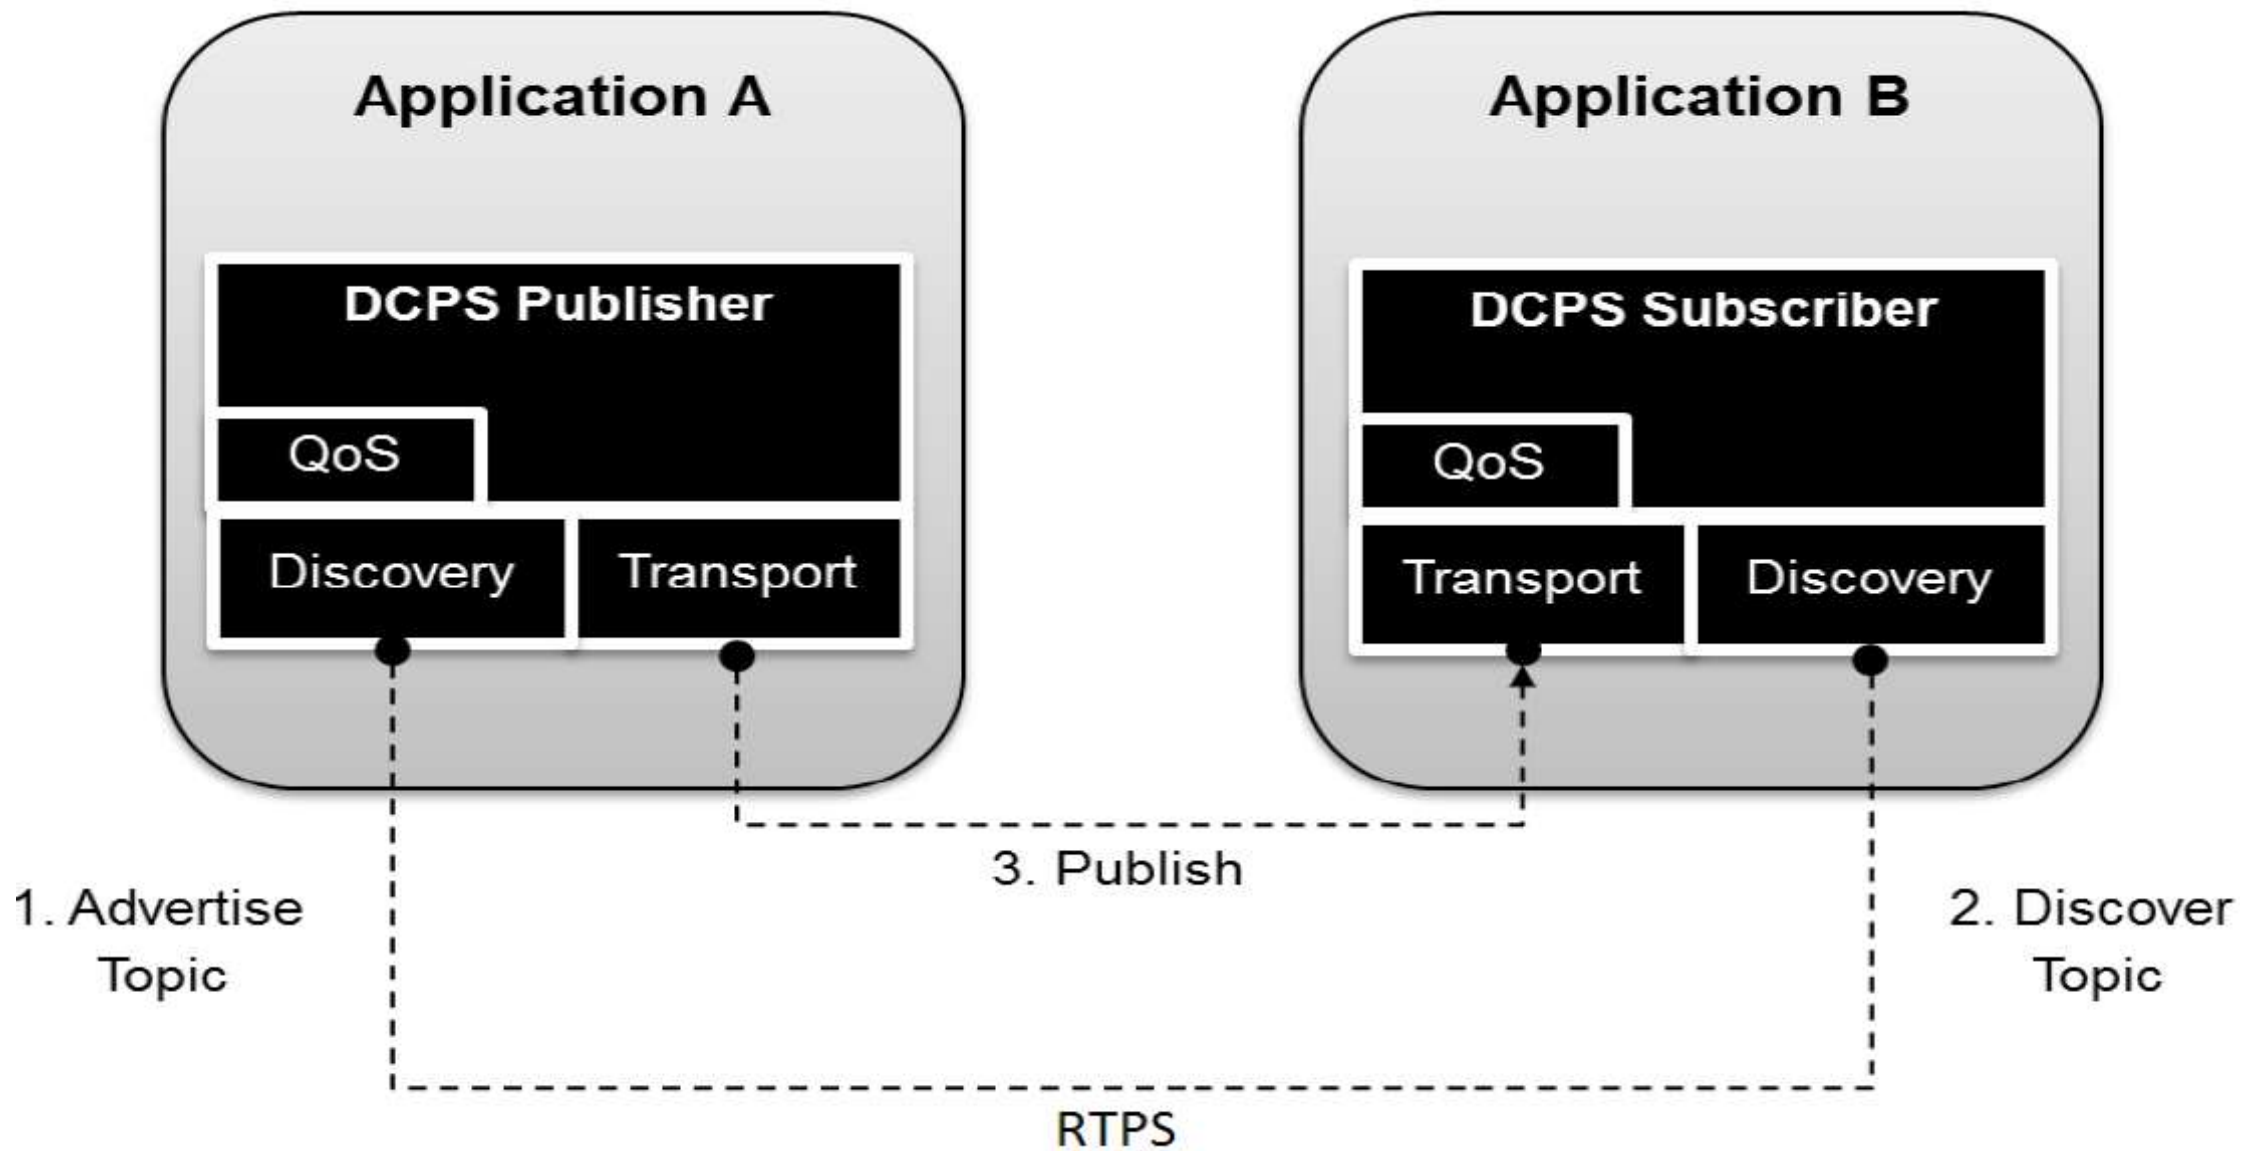 Application A
DCPS Publisher
QoS
Discovery
Transport
Application B
DCPS Subscriber
QoS
Transport
Discovery
3. Publish
1. Advertise
Topic
2. Discover
Topic
RTPS